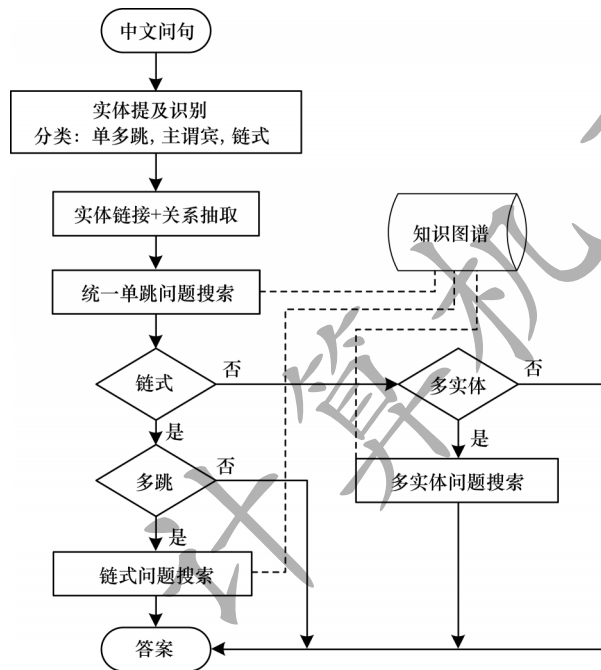 中文问句
实体提及识别
分类：单多跳, 主谓宾, 链式
实体链接+关系抽取
知识图谱
统一单跳问题搜索
链式
否
多实体
否
是
是
多跳
否
多实体问题搜索
是
链式问题搜索
答案
计算机